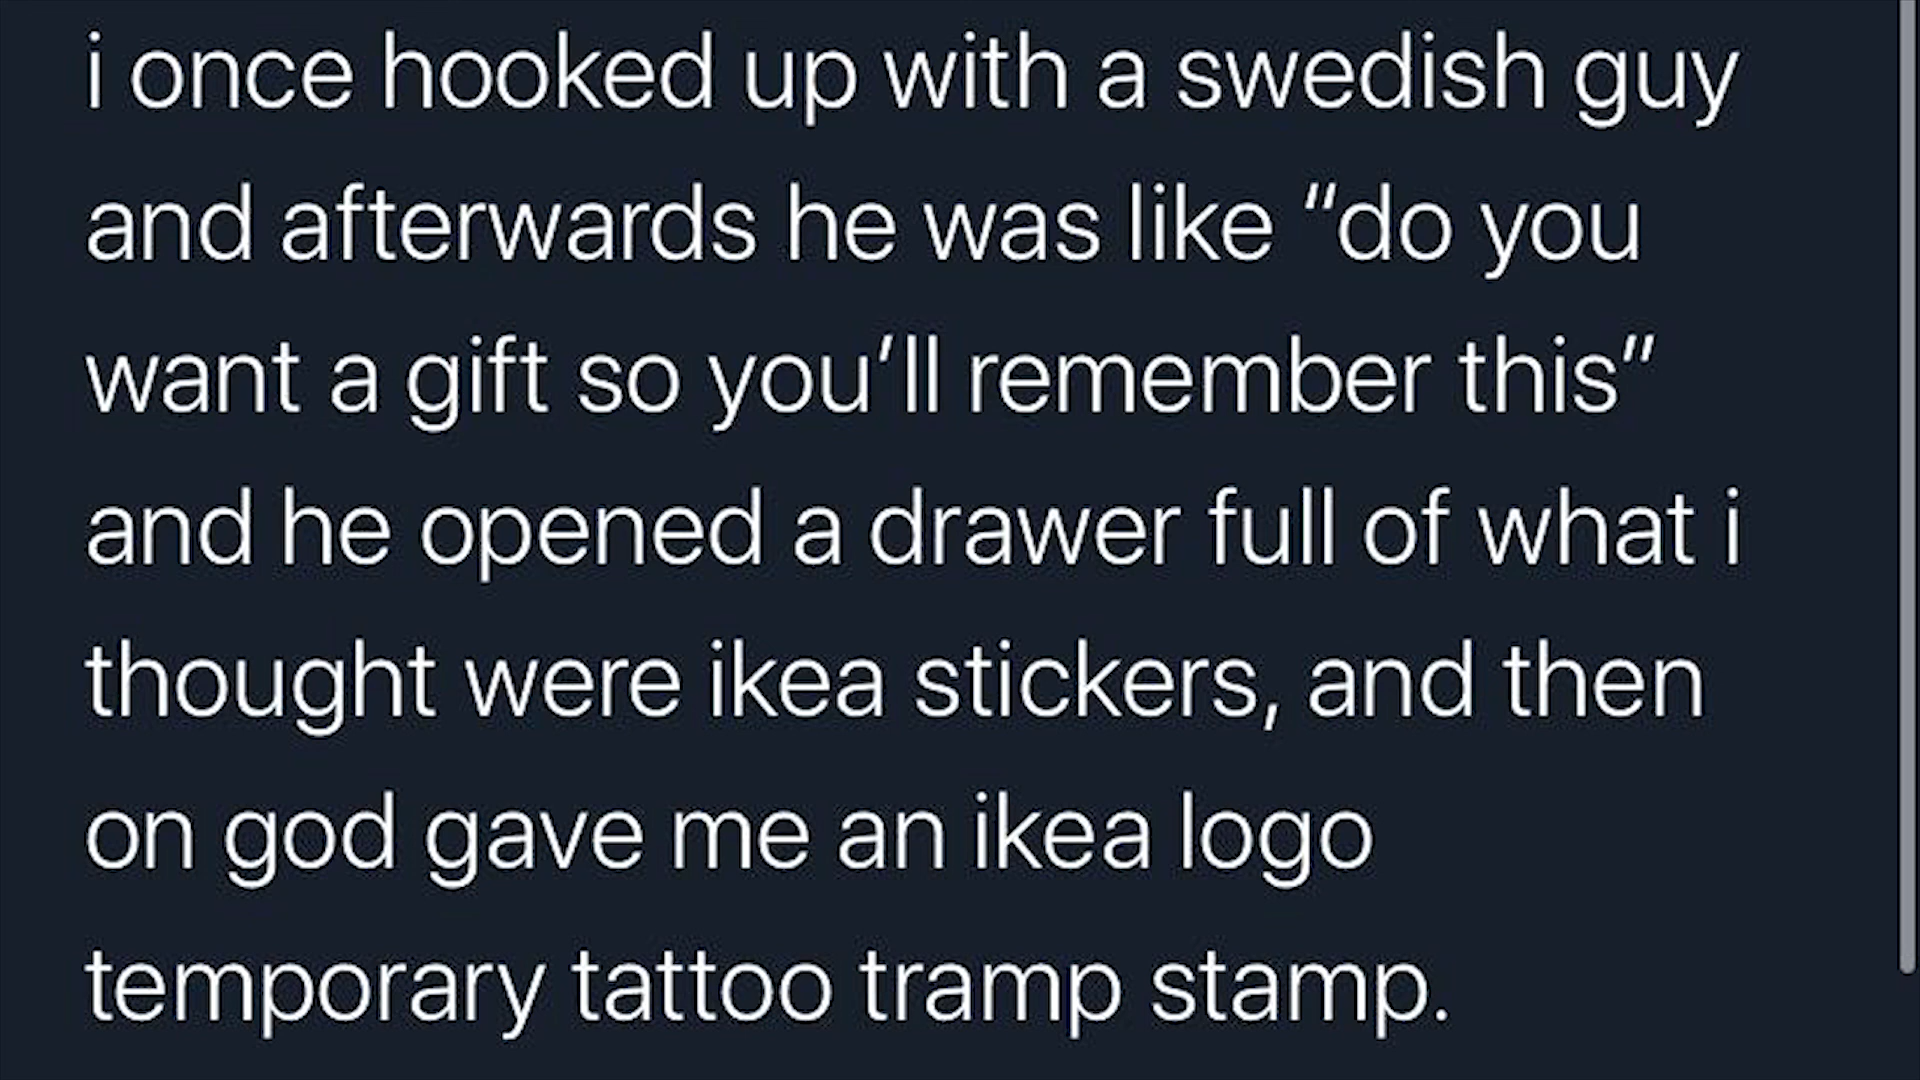 i once hooked up with a swedish guy
and afterwards he was like “do you
want a gift so you’ll remember this”
and he opened a drawer full of what i
thought were ikea stickers, and then
on god gave me an ikea logo
temporary tattoo tramp stamp.